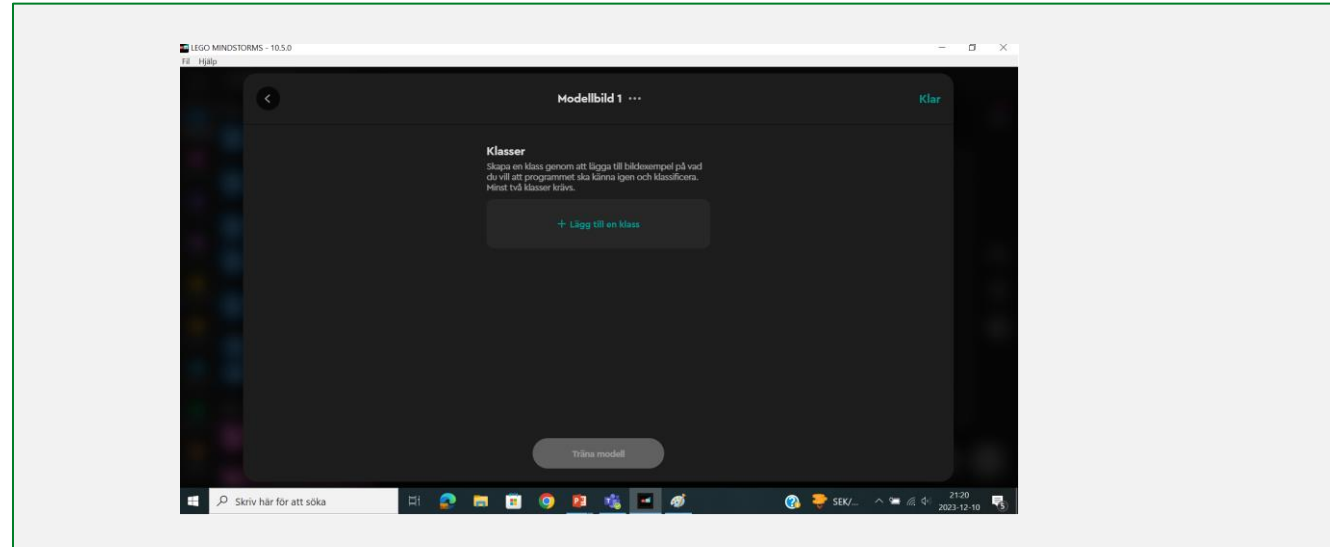 LEGO MINDSTORMS - 10.5.0
Fil Hjälp
Modellbild 1 ···
Klar
Klasser
Skapa en klass genom att lägga till bildexempel på vad
du vill att programmet ska känna igen och klassificera.
Minst två klasser krävs.
+ Lägg till en klass
Träna modell
Skriv här för att söka
SEK/...
21:20
2023-12-10
5